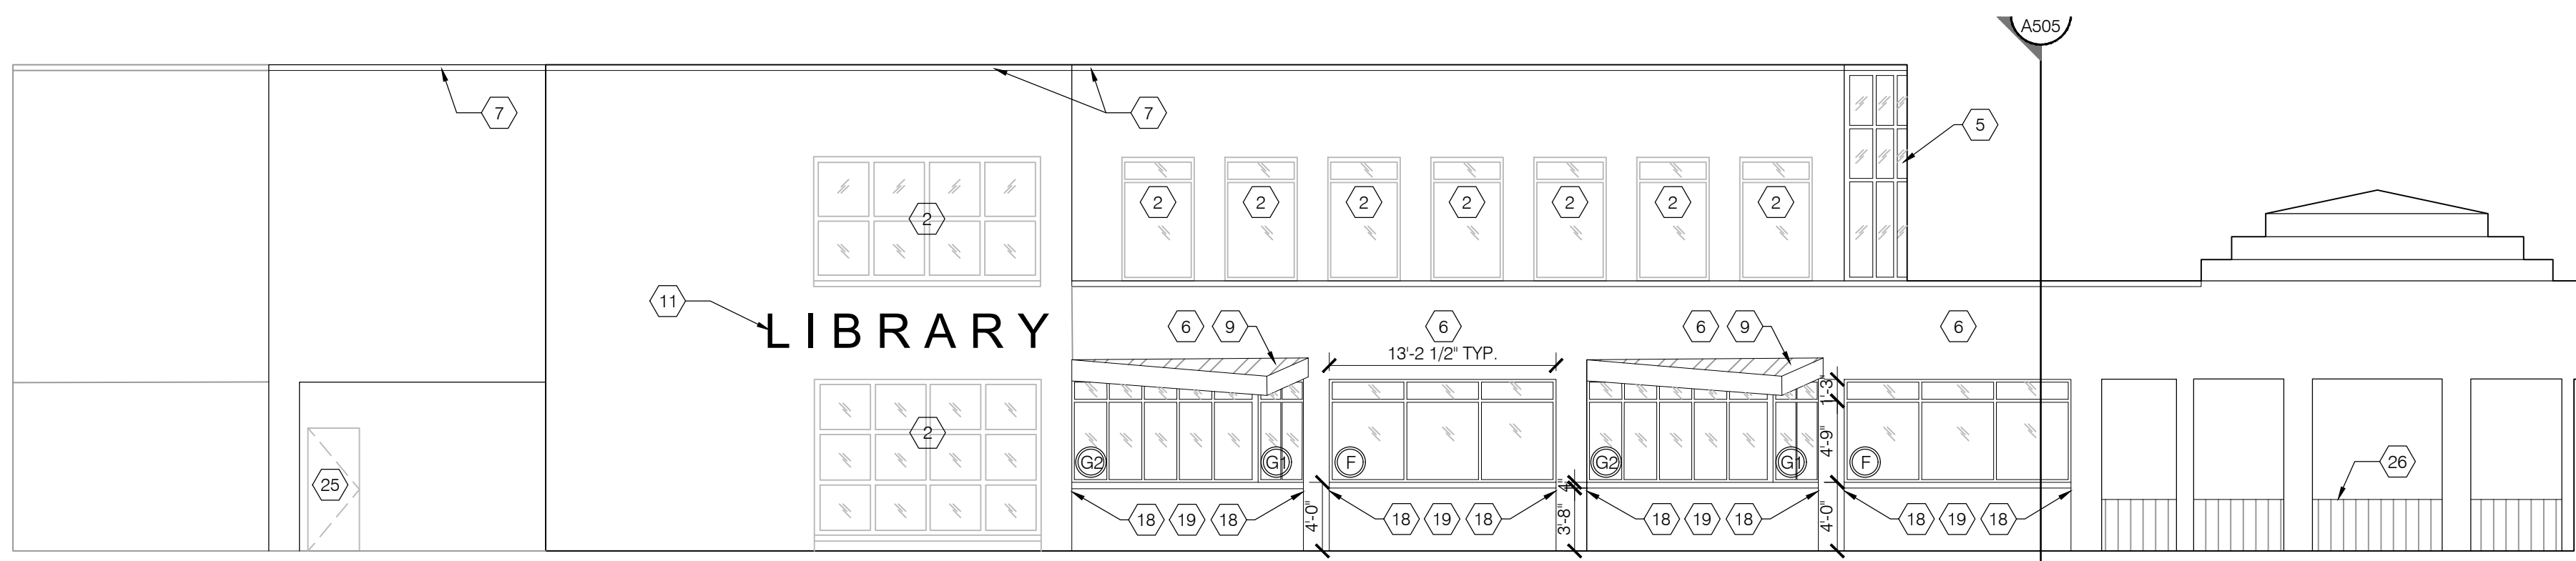 A505
7
7
5
2 2 2 2 2 2 2
2
11
LIBRARY
6 9 6 6 9 6
13'-2 1/2" TYP.
1'-3"
4'-9"
2
G2 G1 F G2 G1 F
26
25
4"
18 19 18 4'-0" 18 19 18 3'-8" 18 19 18 4'-0" 18 19 18